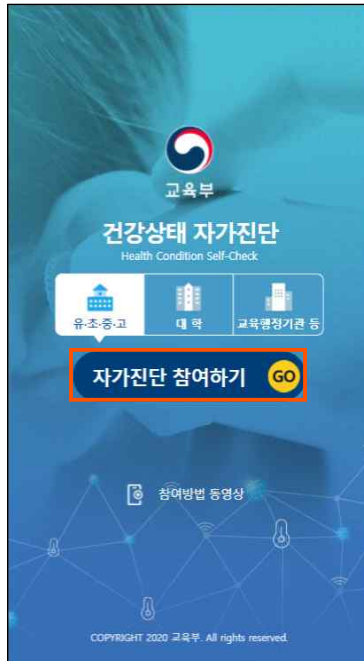 교육부
건강상태 자가진단
Health Condition Self-Check
유·초·중·고 대 학 교육행정기관 등
자가진단 참여하기 GO
참여방법 동영상
COPYRIGHT 2020 교육부. All rights reserved.